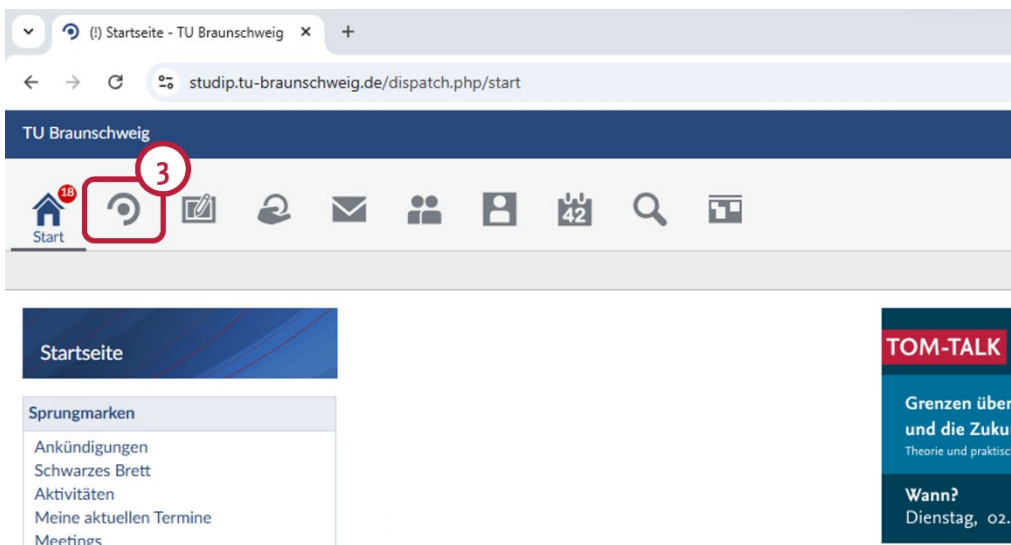 (!) Startseite - TU Braunschweig
studip.tu-braunschweig.de/dispatch.php/start
TU Braunschweig
3
18
Start
42
Startseite
Sprungmarken
Ankündigungen
Schwarzes Brett
Aktivitäten
Meine aktuellen Termine
Meetings
TOM-TALK
Grenzen über
und die Zuku
Theorie und praktisc
Wann?
Dienstag, 02.